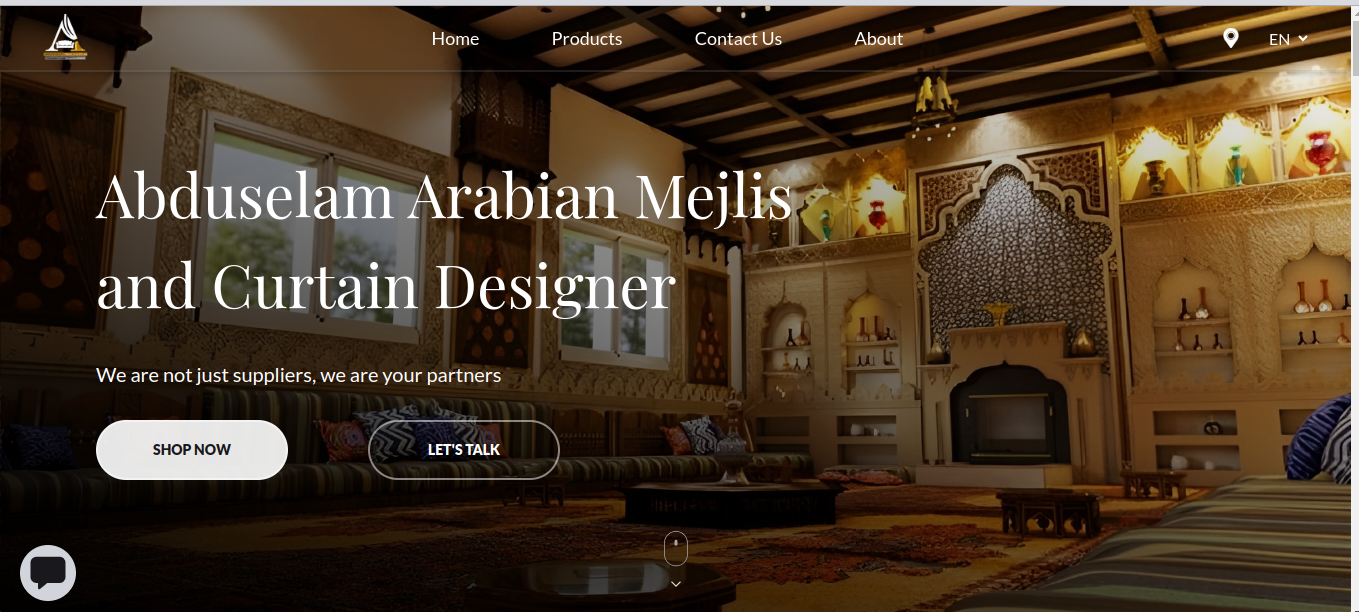 Home Products Contact Us About EN
Abduselam Arabian Mejlis
and Curtain Designer
We are not just suppliers, we are your partners
SHOP NOW LET'S TALK